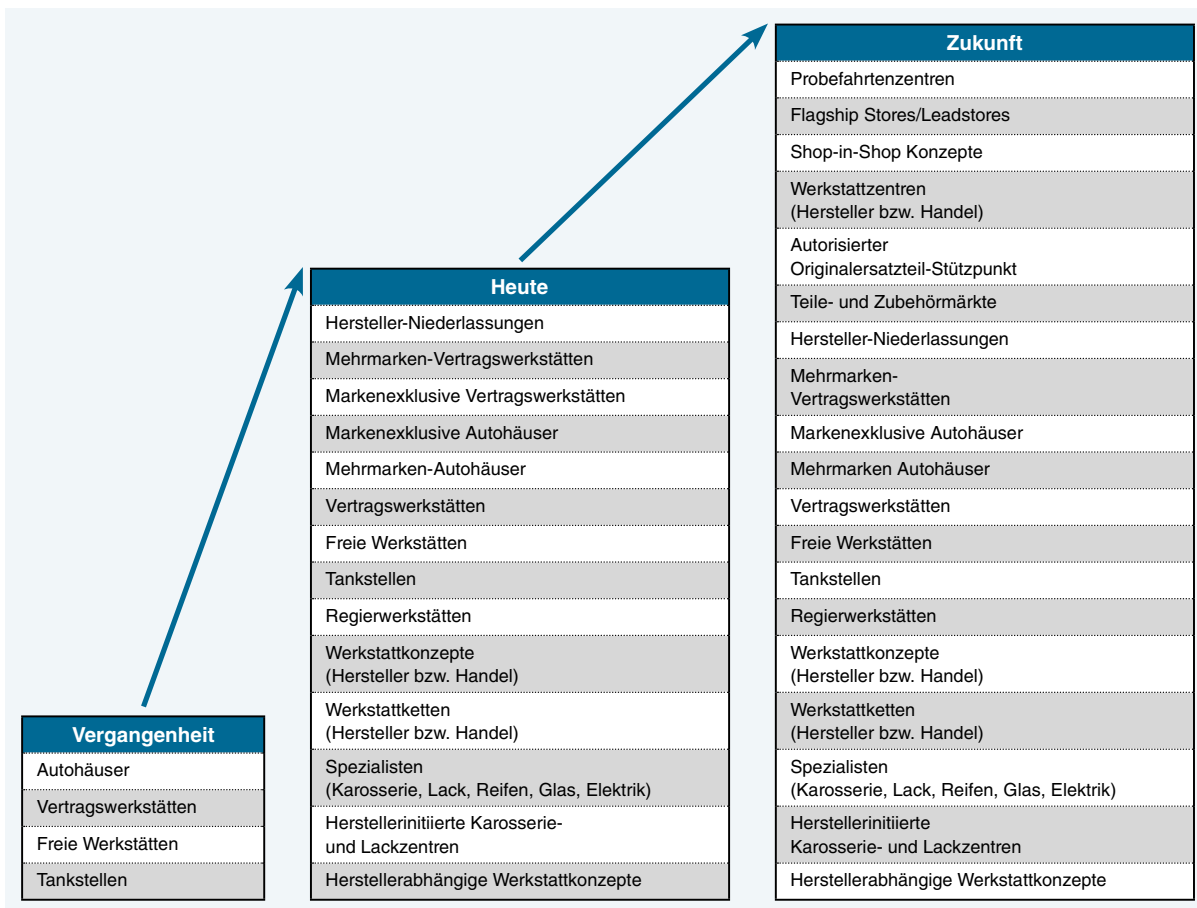 Vergangenheit
Autohäuser
Vertragswerkstätten
Freie Werkstätten
Tankstellen
Heute
Hersteller-Niederlassungen
Mehrmarken-Vertragswerkstätten
Markenexklusive Vertragswerkstätten
Markenexklusive Autohäuser
Mehrmarken-Autohäuser
Vertragswerkstätten
Freie Werkstätten
Tankstellen
Regierwerkstätten
Werkstattkonzepte
(Hersteller bzw. Handel)
Werkstattketten
(Hersteller bzw. Handel)
Spezialisten
(Karosserie, Lack, Reifen, Glas, Elektrik)
Herstellerinitiierte Karosserie-
und Lackzentren
Herstellerabhängige Werkstattkonzepte
Zukunft
Probefahrtenzentren
Flagship Stores/Leadstores
Shop-in-Shop Konzepte
Werkstattzentren
(Hersteller bzw. Handel)
Autorisierter
Originalersatzteil-Stützpunkt
Teile- und Zubehörmärkte
Hersteller-Niederlassungen
Mehrmarken-
Vertragswerkstätten
Markenexklusive Autohäuser
Mehrmarken Autohäuser
Vertragswerkstätten
Freie Werkstätten
Tankstellen
Regierwerkstätten
Werkstattkonzepte
(Hersteller bzw. Handel)
Werkstattketten
(Hersteller bzw. Handel)
Spezialisten
(Karosserie, Lack, Reifen, Glas, Elektrik)
Herstellerinitiierte
Karosserie- und Lackzentren
Herstellerabhängige Werkstattkonzepte